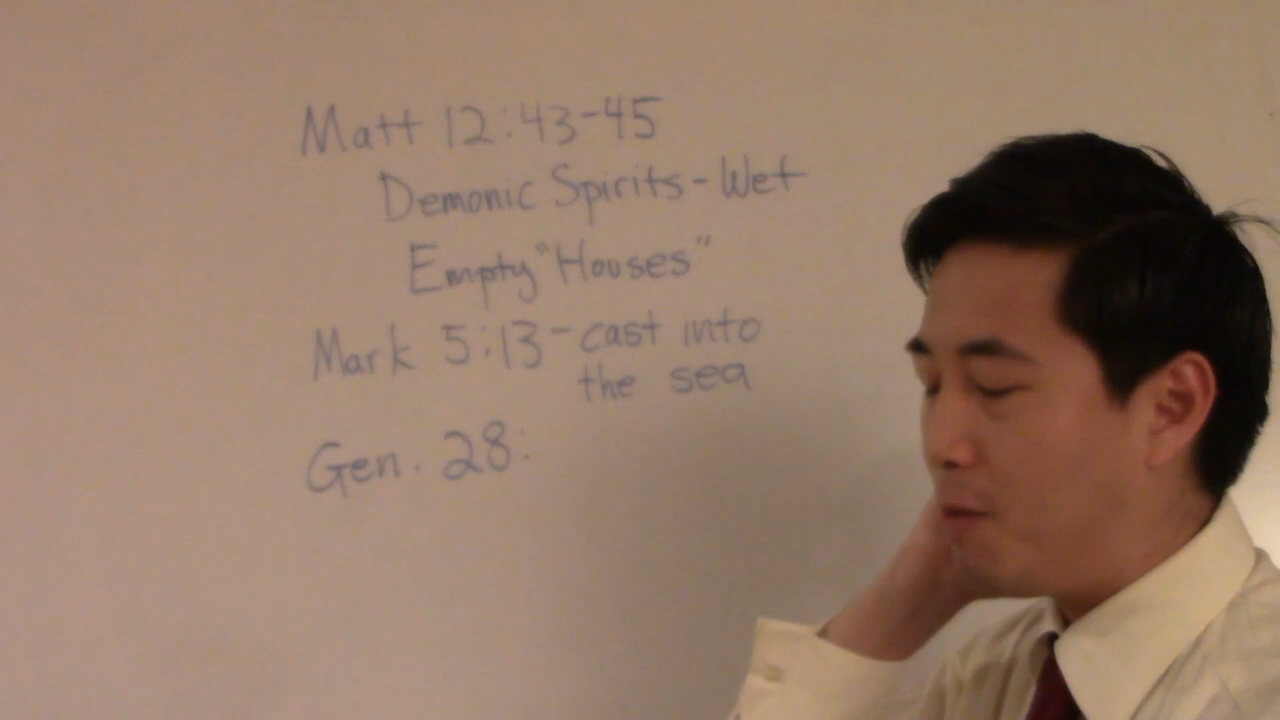 Matt 12:43-45
Demonic Spirits - Wet
Empty "Houses"
Mark 5:13 - cast into
the sea
Gen. 28: